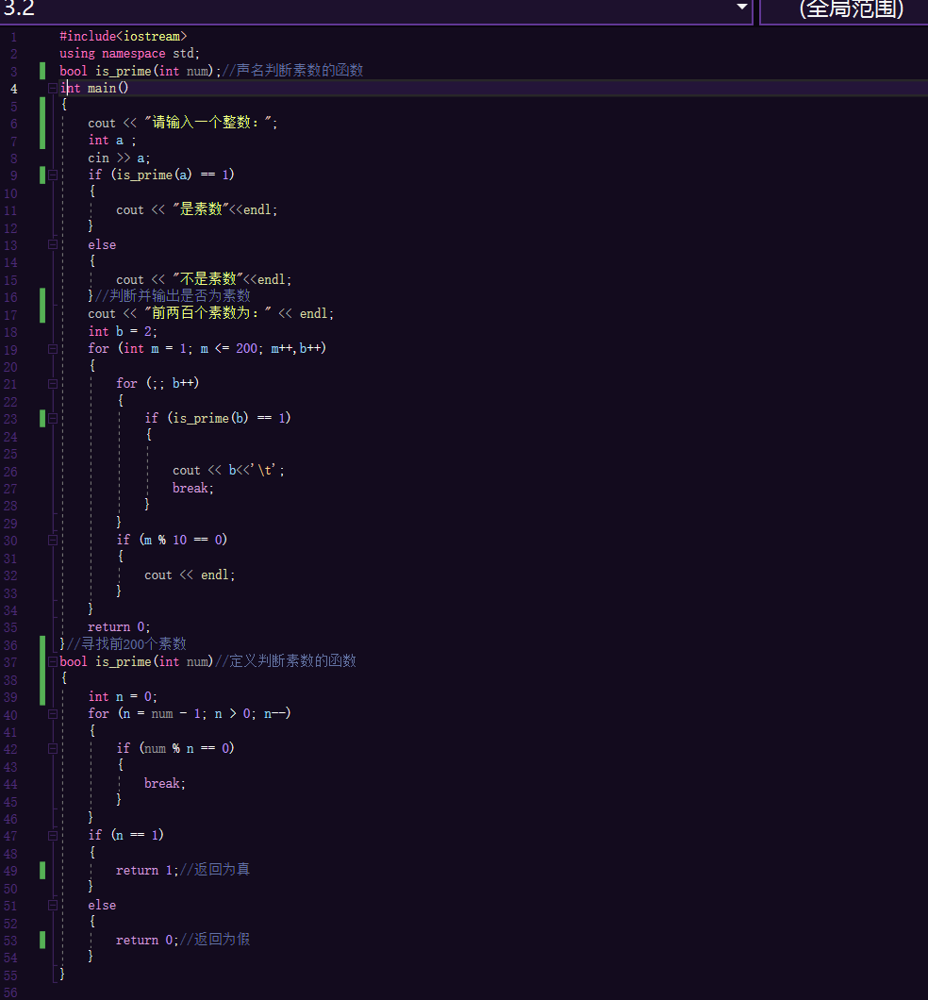 3.2 (全局范围)
1 #include<iostream>
2 using namespace std;
3 bool is_prime(int num);//声名判断素数的函数
4 int main()
5 {
6 cout << "请输入一个整数：";
7 int a ;
8 cin >> a;
9 if (is_prime(a) == 1)
10 {
11 cout << "是素数"<<endl;
12 }
13 else
14 {
15 cout << "不是素数"<<endl;
16 }//判断并输出是否为素数
17 cout << "前两百个素数为：" << endl;
18 int b = 2;
19 for (int m = 1; m <= 200; m++,b++)
20 {
21 for (;; b++)
22 {
23 if (is_prime(b) == 1)
24 {
25
26 cout << b<<'\t';
27 break;
28 }
29 }
30 if (m % 10 == 0)
31 {
32 cout << endl;
33 }
34 }
35 return 0;
36 }//寻找前200个素数
37 bool is_prime(int num)//定义判断素数的函数
38 {
39 int n = 0;
40 for (n = num - 1; n > 0; n--)
41 {
42 if (num % n == 0)
43 {
44 break;
45 }
46 }
47 if (n == 1)
48 {
49 return 1;//返回为真
50 }
51 else
52 {
53 return 0;//返回为假
54 }
55 }
56